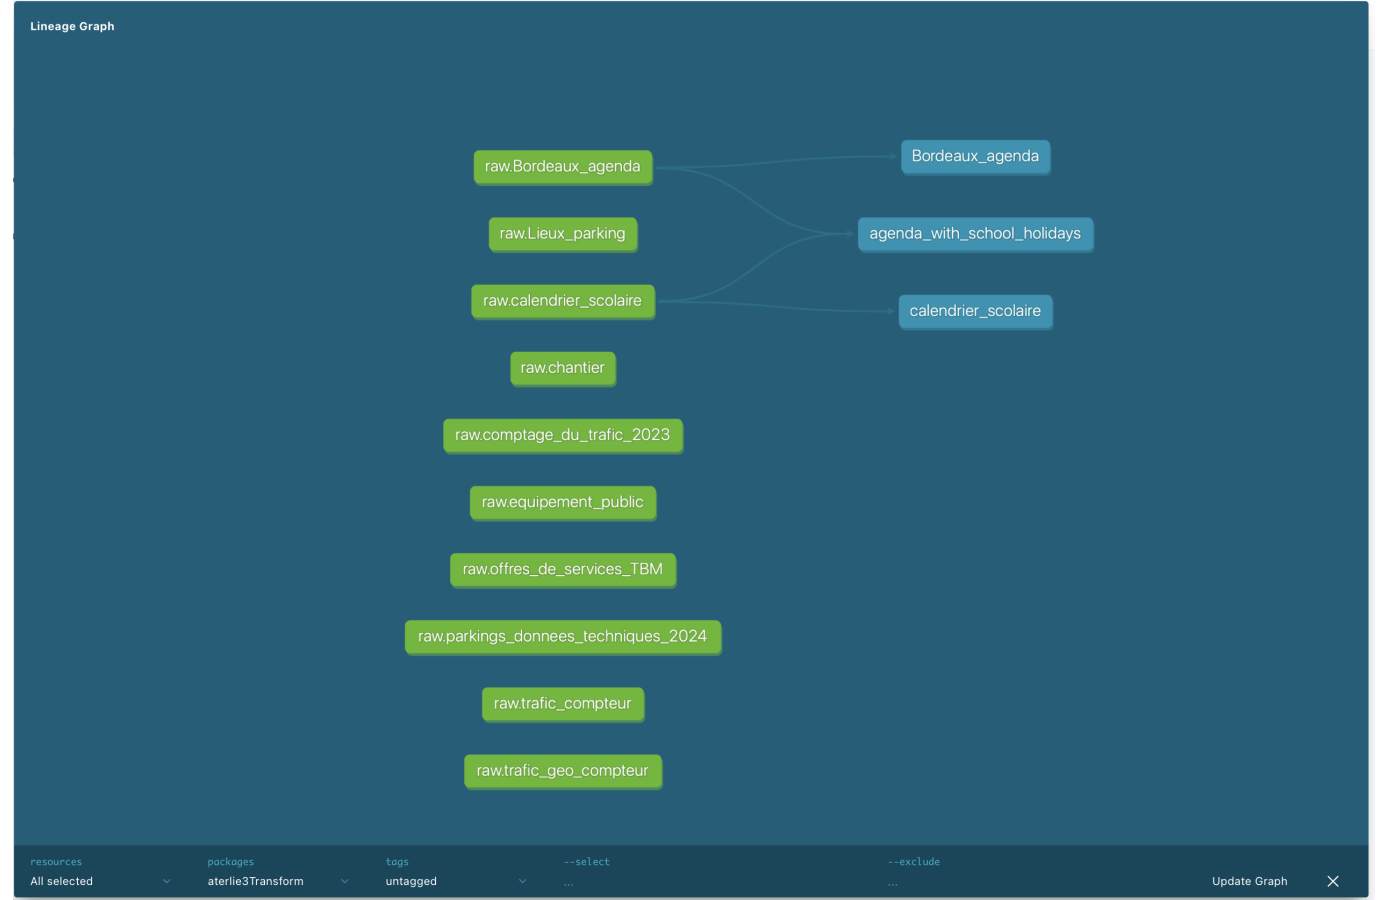 Lineage Graph
raw.Bordeaux_agenda
Bordeaux_agenda
raw.Lieux_parking
agenda_with_school_holidays
raw.calendrier_scolaire
calendrier_scolaire
raw.chantier
raw.comptage_du_trafic_2023
raw.equipement_public
raw.offres_de_services_TBM
raw.parkings_donnees_techniques_2024
raw.trafic_compteur
raw.trafic_geo_compteur
resources
All selected
packages
aterlie3Transform
tags
untagged
--select
...
--exclude
...
Update Graph